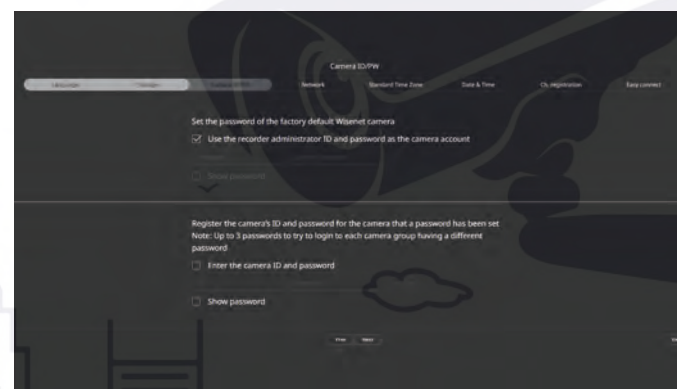 Camera ID/PW
Language
Network
Standard Time Zone
Date & Time
Ch. registration
Easy connect
Set the password of the factory default Wisenet camera
Use the recorder administrator ID and password as the camera account
Show password
Register the camera's ID and password for the camera that a password has been set
Note: Up to 3 passwords to try to login to each camera group having a different
password
Enter the camera ID and password
Show password
Prev
Next